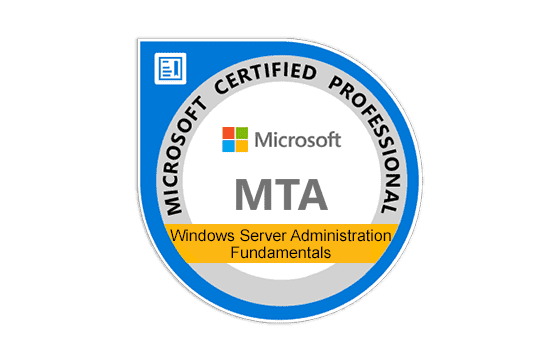 MICROSOFT CERTIFIED PROFESSIONAL
Microsoft
MTA
Windows Server Administration
Fundamentals